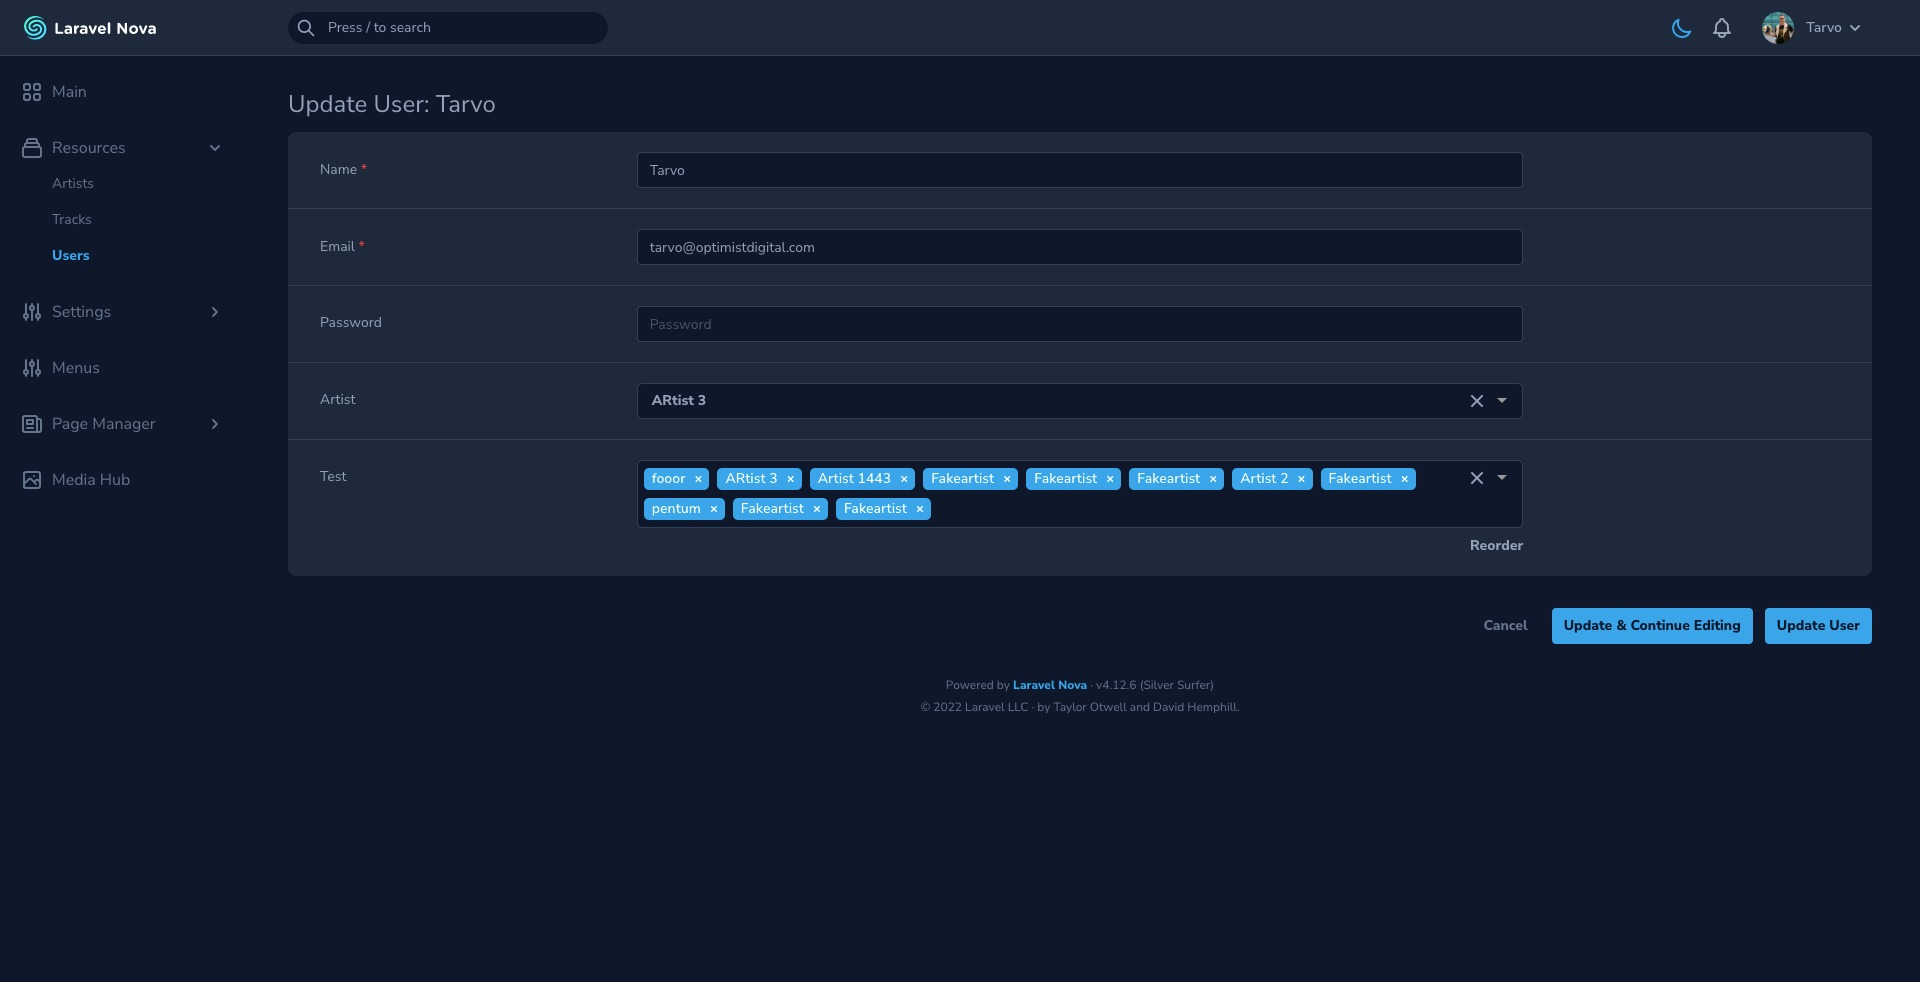 Laravel Nova
Press / to search
Tarvo
Main
Resources
Artists
Tracks
Users
Settings
Menus
Page Manager
Media Hub
Update User: Tarvo
Name *
Tarvo
Email *
tarvo@optimistdigital.com
Password
Password
Artist
ARtist 3
Test
fooor × ARtist 3 × Artist 1443 × Fakeartist × Fakeartist × Fakeartist × Artist 2 × Fakeartist ×
pentum × Fakeartist × Fakeartist ×
Reorder
Cancel
Update & Continue Editing
Update User
Powered by Laravel Nova · v4.12.6 (Silver Surfer)
© 2022 Laravel LLC · by Taylor Otwell and David Hemphill.